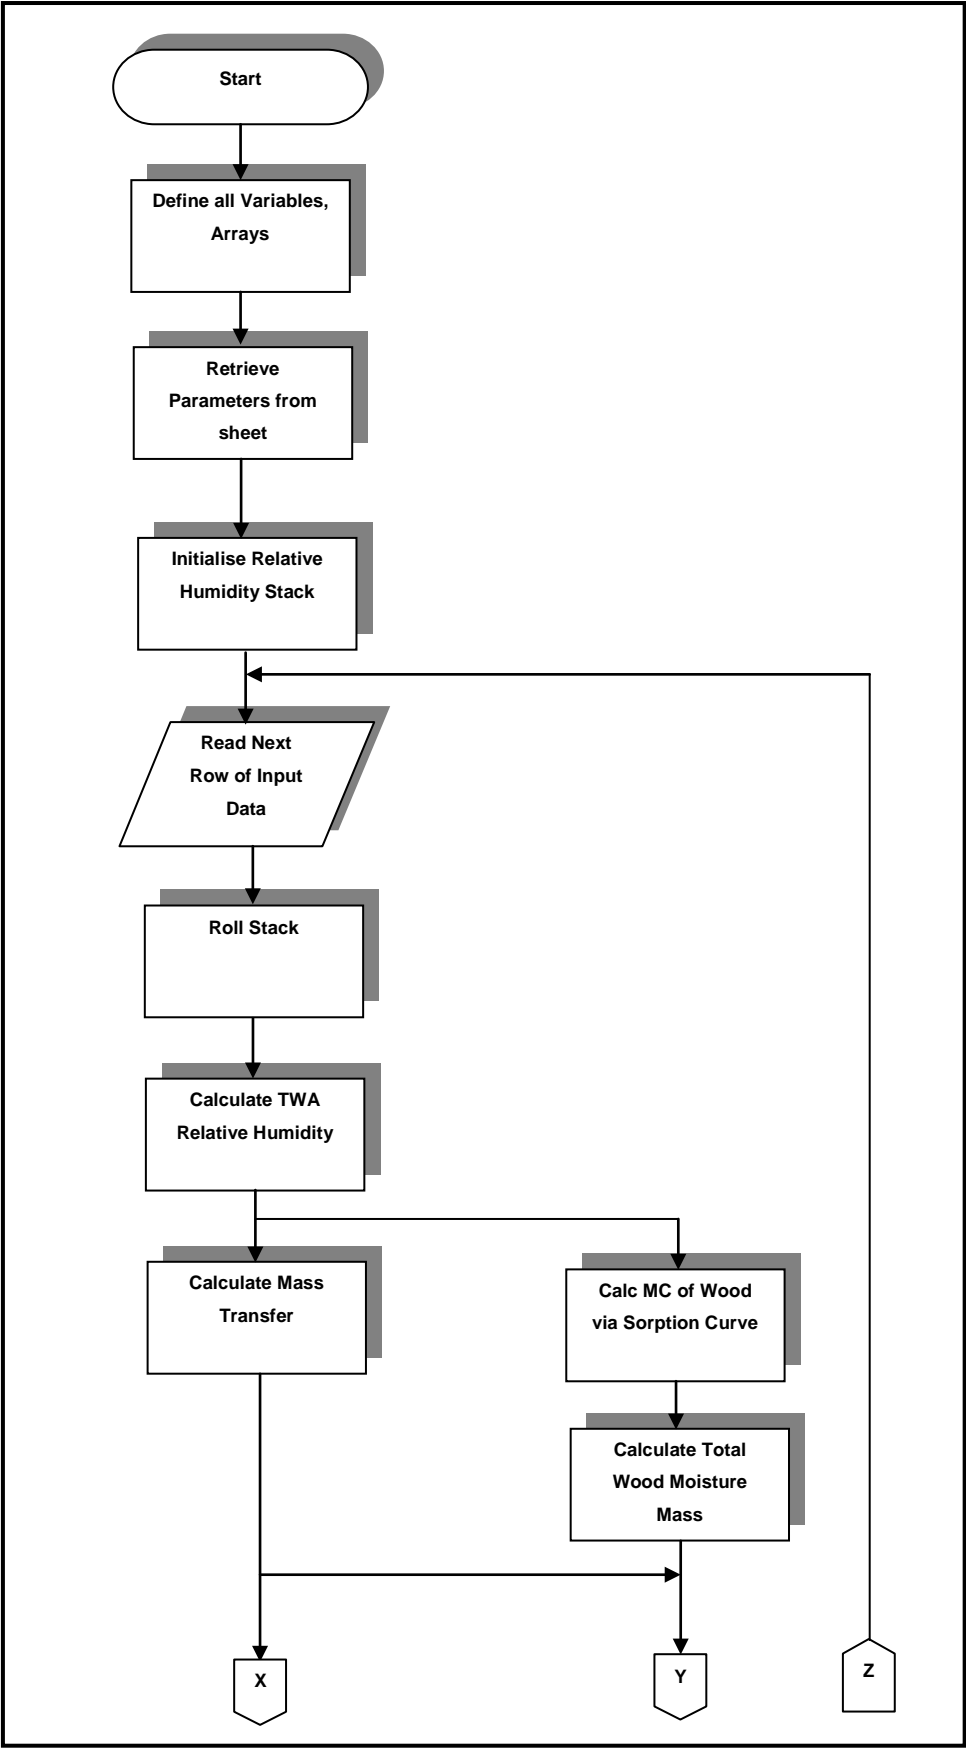 Start
Define all Variables,
Arrays
Retrieve
Parameters from
sheet
Initialise Relative
Humidity Stack
Read Next
Row of Input
Data
Roll Stack
Calculate TWA
Relative Humidity
Calculate Mass
Transfer
Calc MC of Wood
via Sorption Curve
Calculate Total
Wood Moisture
Mass
X
Y
Z